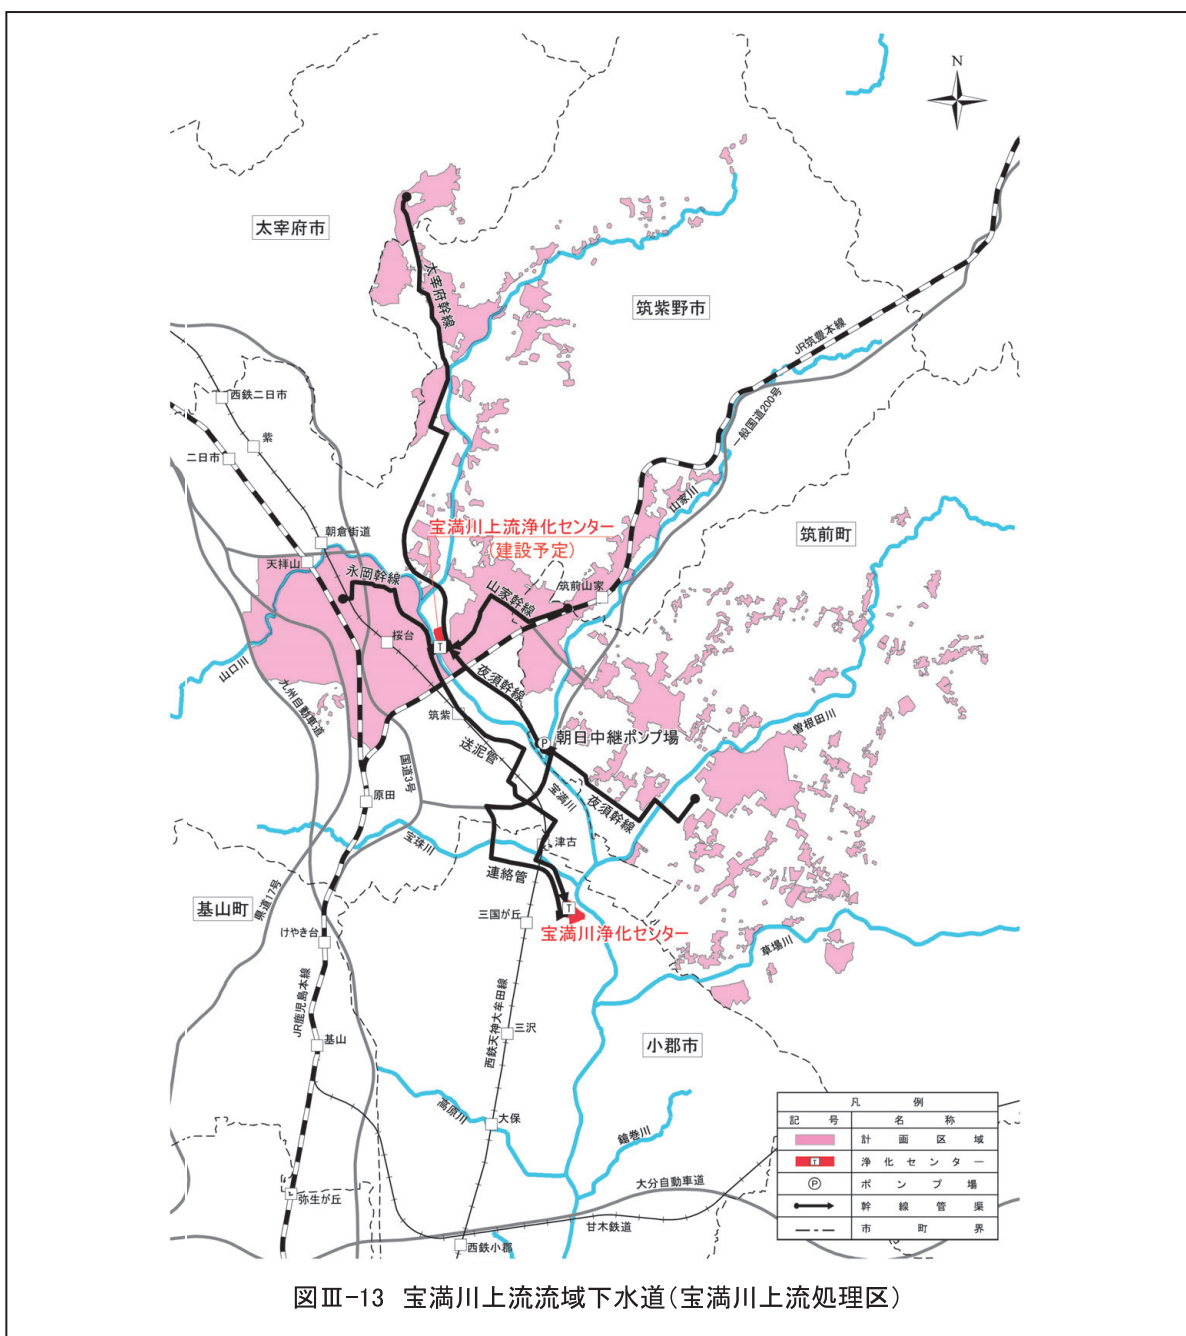 N
太宰府市
太宰府幹線
筑紫野市
JR筑豊本線
西鉄二日市
一般国道200号
紫
二日市
山家川
朝倉街道
宝満川上流浄化センター
(建設予定)
筑前町
天拝山
永岡幹線
山家幹線
筑前山家
桜台
T
山口川
夜須幹線
九州自動車道
筑紫
曽根田川
P
朝日中継ポンプ場
送泥管
国道3号
宝満川
原田
夜須幹線
宝珠川
津古
連絡管
県道17号
基山町
T
三国が丘
宝満川浄化センター
けやき台
草場川
JR鹿児島本線
西鉄天神大牟田線
三沢
小郡市
基山
高原川
大保
鐘巻川
大分自動車道
弥生が丘
甘木鉄道
西鉄小郡
凡例
記号 名称
計画区域
T 浄化センター
P ポンプ場
幹線管渠
市町界
図Ⅲ-13 宝満川上流流域下水道(宝満川上流処理区)